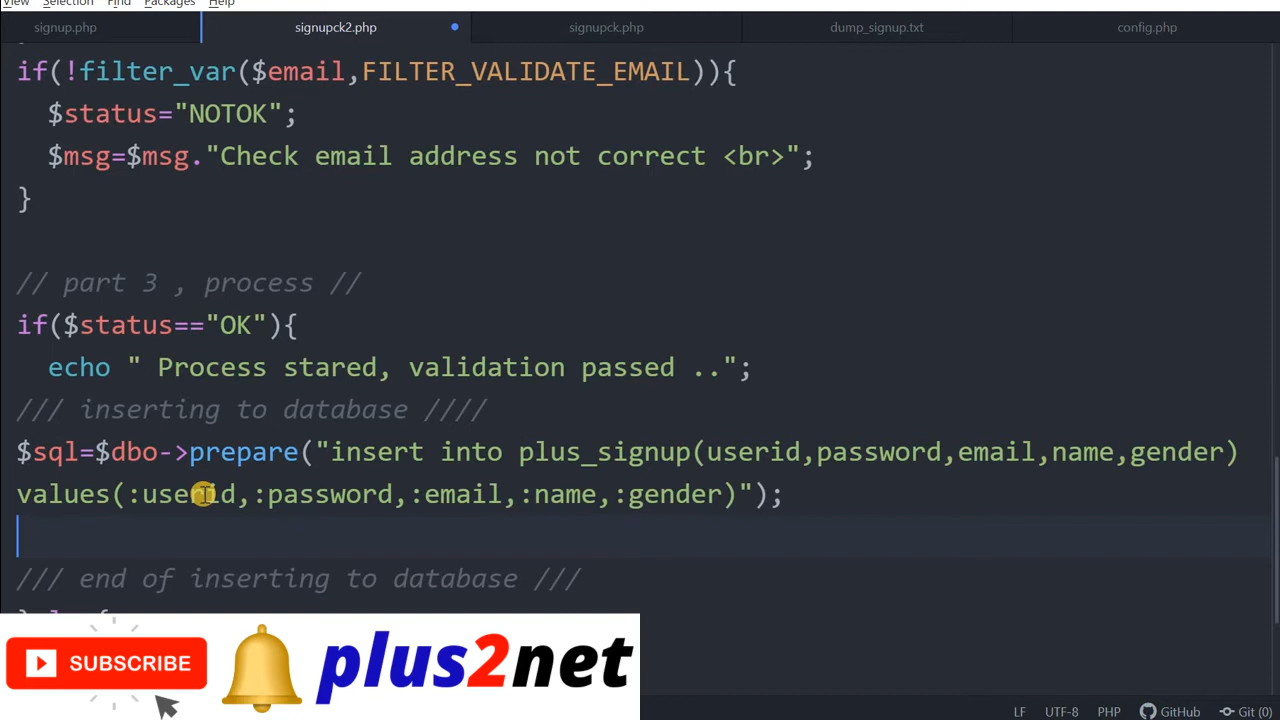 View Selection Find Packages Help
signup.php signupck2.php signupck.php dump_signup.txt config.php
if(!filter_var($email,FILTER_VALIDATE_EMAIL)){
$status="NOTOK";
$msg=$msg."Check email address not correct <br>";
}
// part 3 , process //
if($status=="OK"){
echo " Process stared, validation passed ..";
/// inserting to database ////
$sql=$dbo->prepare("insert into plus_signup(userid,password,email,name,gender)
values(:userid,:password,:email,:name,:gender)");
/// end of inserting to database ///
SUBSCRIBE
plus2net
LF UTF-8 PHP GitHub Git (0)